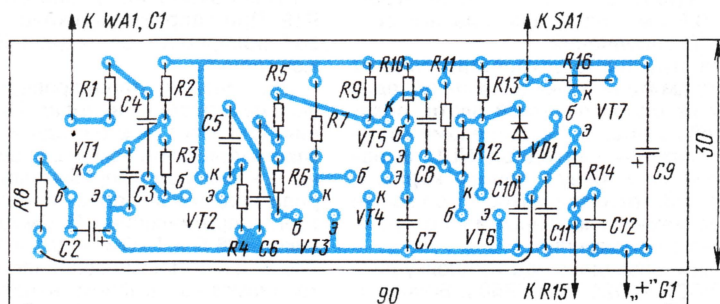 К WA1, C1
К SA1
R1
C4
R2
R5
R9
R10
R11
R13
R16
к
VT7
C5
R7
VT5
к
б
э
C8
R12
VD1
э
30
VT1
к
R3
б
R6
э
C10
R14
C9
+
R8
б
э
C3
VT2
к
э
R4
C6
б
э
VT3
к
VT4
к
C7
к
б
э
VT6
C11
C12
C2
+
К R15
„+" G1
90